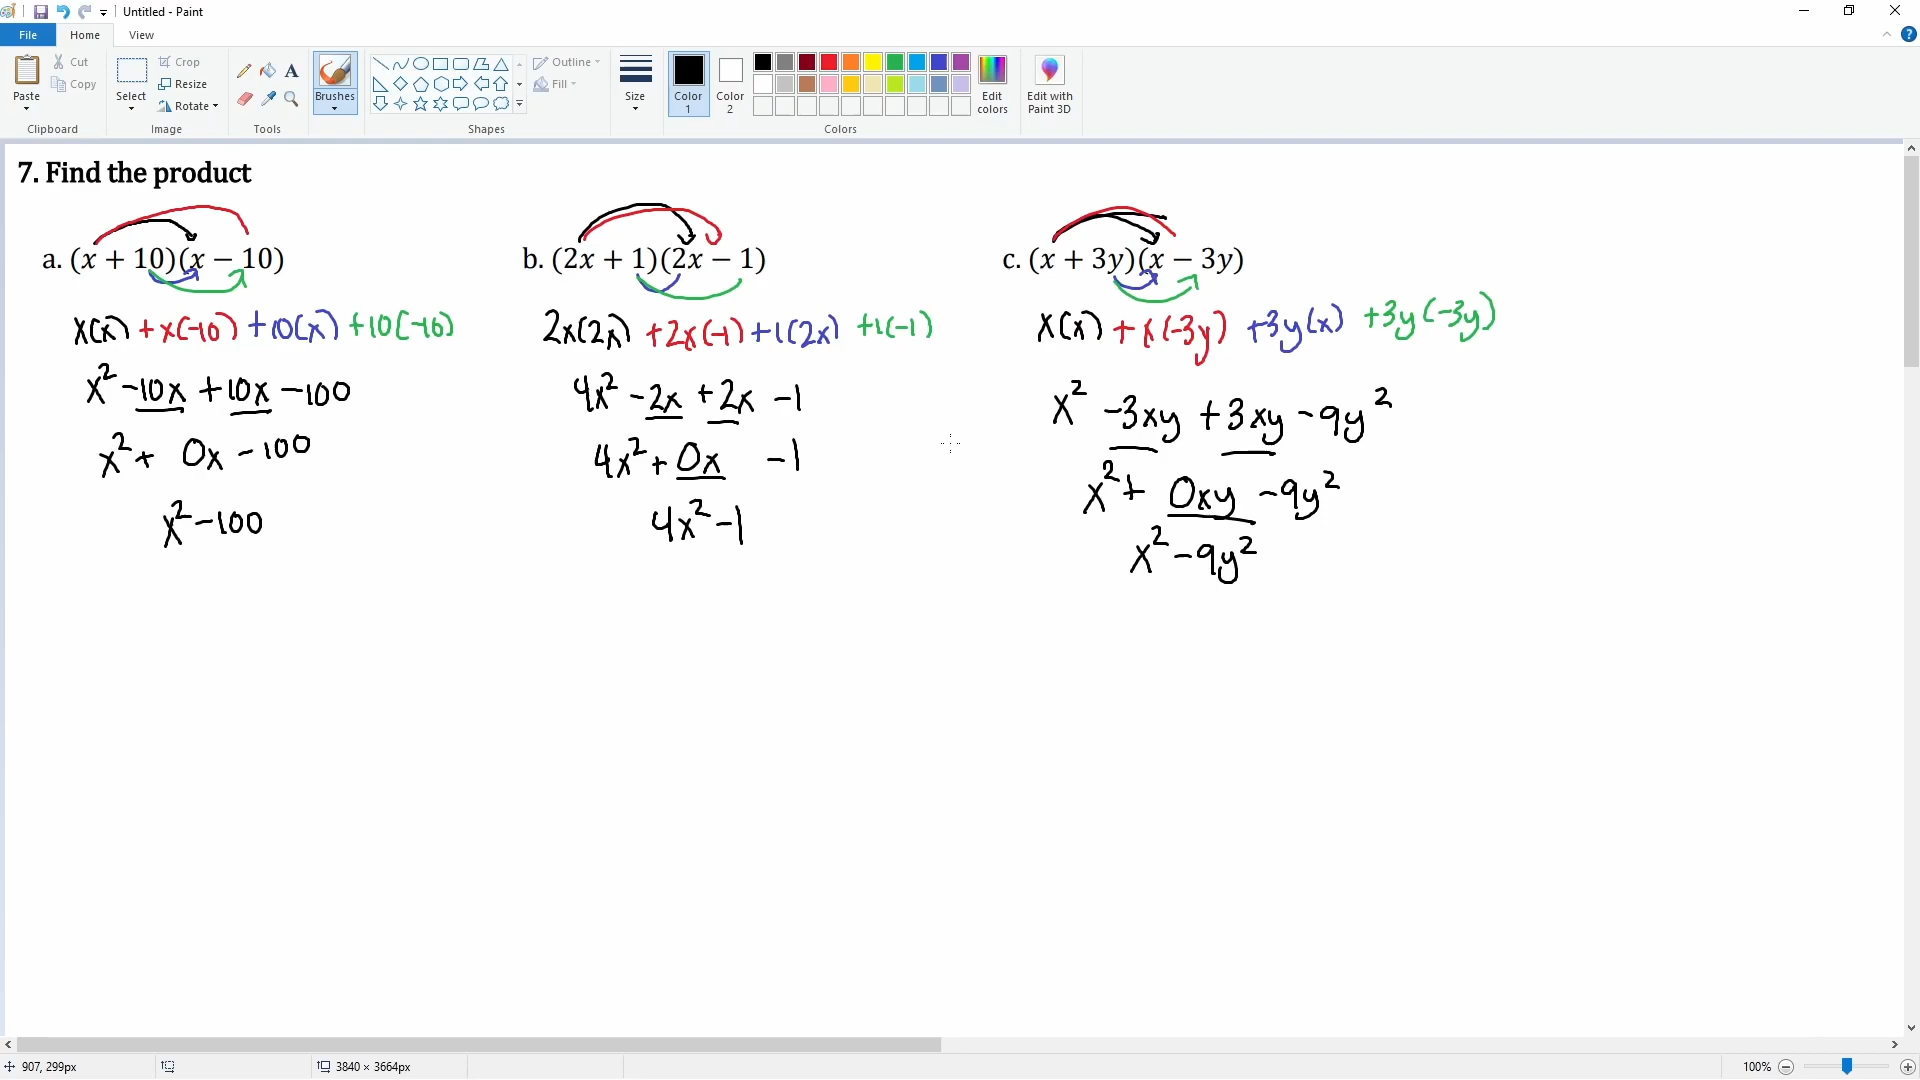 Untitled - Paint
File Home View
Paste
Cut
Copy
Clipboard
Select
Crop
Resize
Rotate
Image
Tools
Brushes
Shapes
Outline
Fill
Size
Color 1
Color 2
Colors
Edit colors
Edit with Paint 3D
7. Find the product
a. (x + 10)(x − 10)
x(x) +x(-10) +10(x) +10(-10)
x² -10x +10x -100
x² + 0x -100
x² -100
b. (2x + 1)(2x − 1)
2x(2x) +2x(-1) +1(2x) +1(-1)
4x² -2x +2x -1
4x² + 0x -1
4x² -1
c. (x + 3y)(x − 3y)
x(x) +x(-3y) +3y(x) +3y(-3y)
x² -3xy +3xy -9y²
x² + 0xy -9y²
x² -9y²
907, 299px
3840 × 3664px
100%